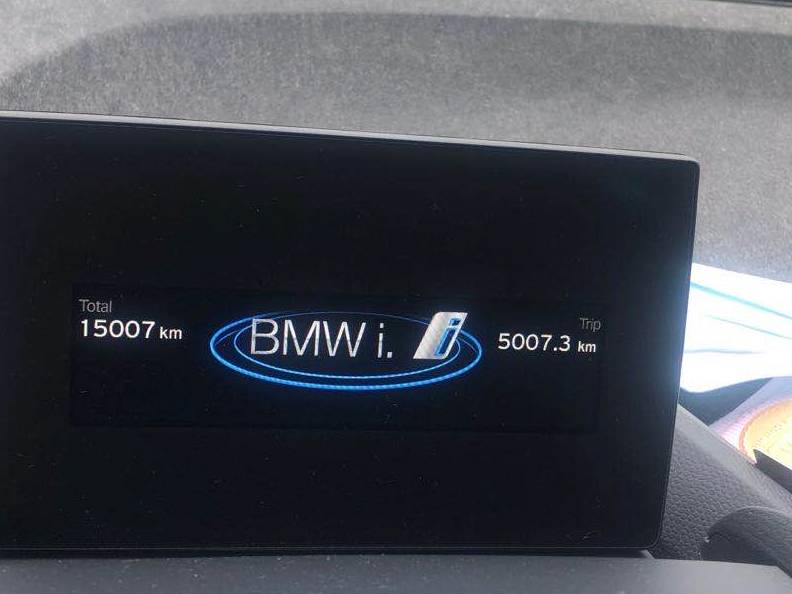 Total
15007 km
BMW i.
i
Trip
5007.3 km